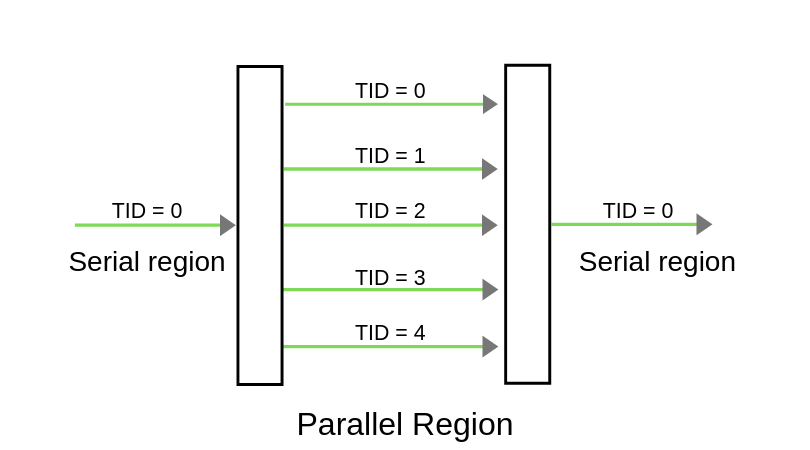 TID = 0
Serial region
TID = 0
TID = 1
TID = 2
TID = 3
TID = 4
TID = 0
Serial region
Parallel Region